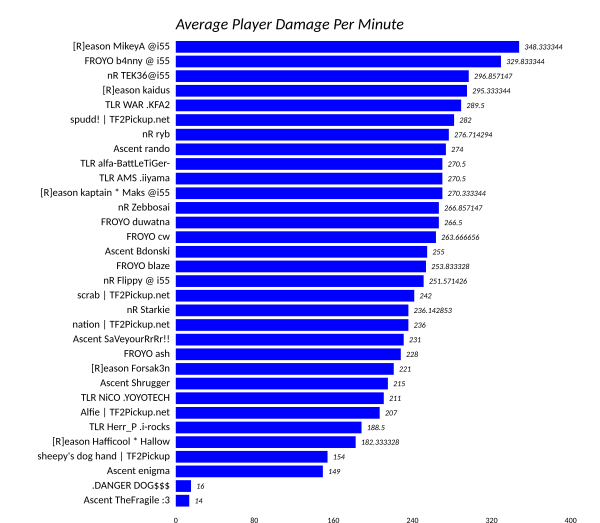 Average Player Damage Per Minute
[R]eason MikeyA @i55 348.333344
FROYO b4nny @ i55 329.833344
nR TEK36@i55 296.857147
[R]eason kaidus 295.333344
TLR WAR .KFA2 289.5
spudd! | TF2Pickup.net 282
nR ryb 276.714294
Ascent rando 274
TLR alfa-BattLeTiGer- 270.5
TLR AMS .iiyama 270.5
[R]eason kaptain * Maks @i55 270.333344
nR Zebbosai 266.857147
FROYO duwatna 266.5
FROYO cw 263.666656
Ascent Bdonski 255
FROYO blaze 253.833328
nR Flippy @ i55 251.571426
scrab | TF2Pickup.net 242
nR Starkie 236.142853
nation | TF2Pickup.net 236
Ascent SaVeyourRrRr!! 231
FROYO ash 228
[R]eason Forsak3n 221
Ascent Shrugger 215
TLR NiCO .YOYOTECH 211
Alfie | TF2Pickup.net 207
TLR Herr_P .i-rocks 188.5
[R]eason Hafficool * Hallow 182.333328
sheepy's dog hand | TF2Pickup 154
Ascent enigma 149
.DANGER DOG$$$ 16
Ascent TheFragile :3 14
0 80 160 240 320 400